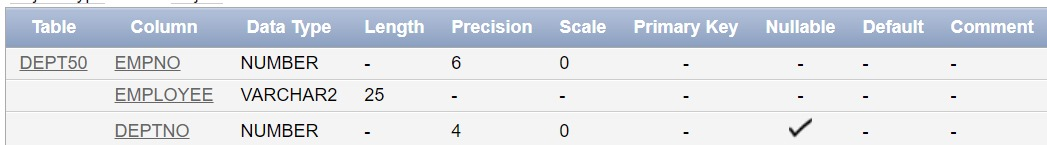 Table Column Data Type Length Precision Scale Primary Key Nullable Default Comment
DEPT50 EMPNO NUMBER - 6 0 - - - -
EMPLOYEE VARCHAR2 25 - - - - - -
DEPTNO NUMBER - 4 0 - ✓ - -